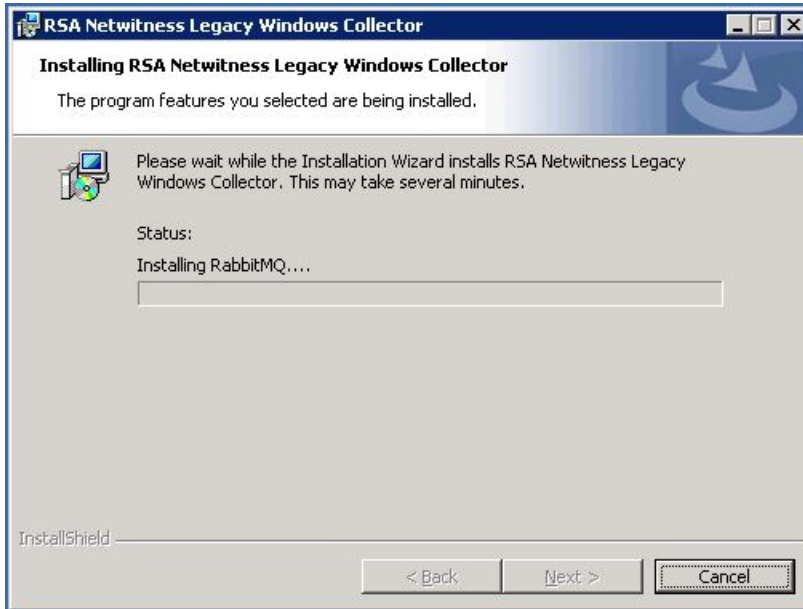 RSA Netwitness Legacy Windows Collector
Installing RSA Netwitness Legacy Windows Collector
The program features you selected are being installed.
Please wait while the Installation Wizard installs RSA Netwitness Legacy
Windows Collector. This may take several minutes.
Status:
Installing RabbitMQ....
InstallShield
< Back
Next >
Cancel